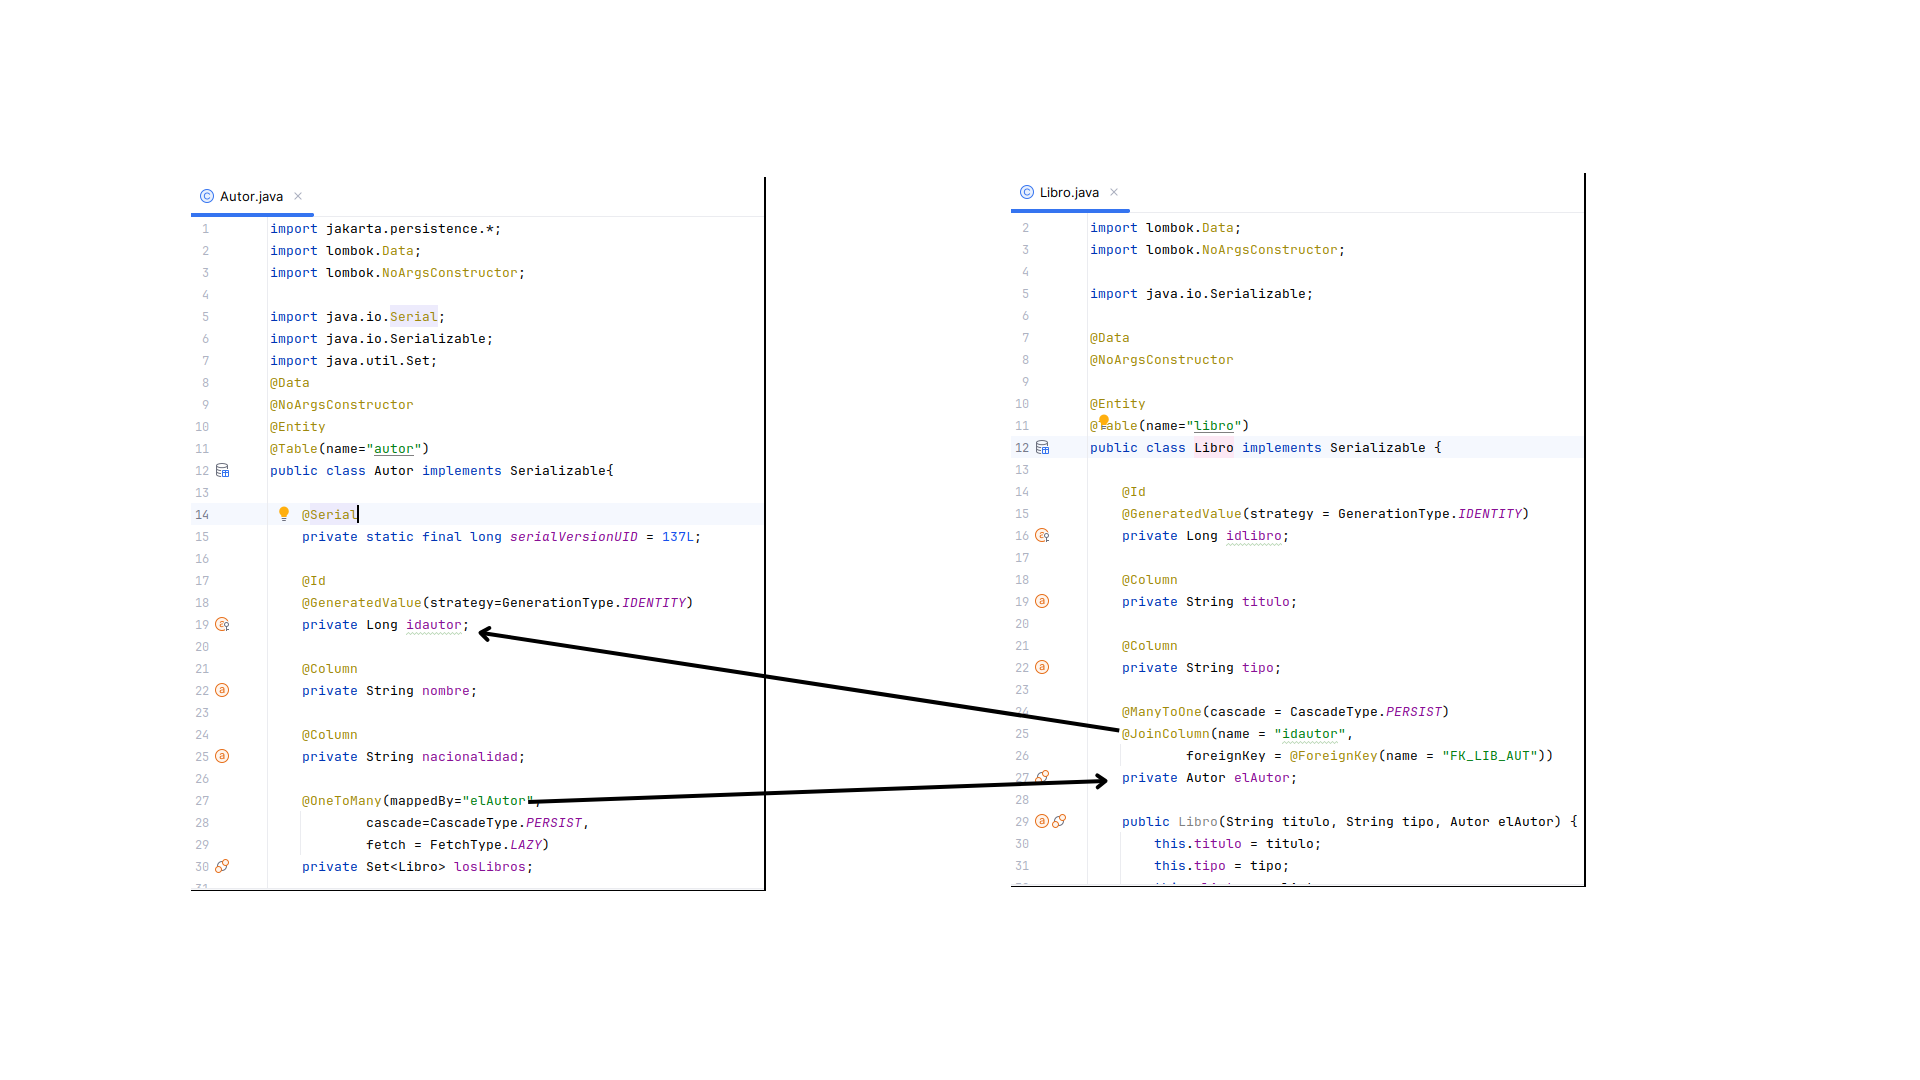 Autor.java
1 import jakarta.persistence.*;
2 import lombok.Data;
3 import lombok.NoArgsConstructor;
4
5 import java.io.Serial;
6 import java.io.Serializable;
7 import java.util.Set;
8 @Data
9 @NoArgsConstructor
10 @Entity
11 @Table(name="autor")
12 public class Autor implements Serializable{
13
14 @Serial
15 private static final long serialVersionUID = 137L;
16
17 @Id
18 @GeneratedValue(strategy=GenerationType.IDENTITY)
19 private Long idautor;
20
21 @Column
22 private String nombre;
23
24 @Column
25 private String nacionalidad;
26
27 @OneToMany(mappedBy="elAutor",
28 cascade=CascadeType.PERSIST,
29 fetch = FetchType.LAZY)
30 private Set<Libro> losLibros;
31
Libro.java
2 import lombok.Data;
3 import lombok.NoArgsConstructor;
4
5 import java.io.Serializable;
6
7 @Data
8 @NoArgsConstructor
9
10 @Entity
11 @Table(name="libro")
12 public class Libro implements Serializable {
13
14 @Id
15 @GeneratedValue(strategy = GenerationType.IDENTITY)
16 private Long idlibro;
17
18 @Column
19 private String titulo;
20
21 @Column
22 private String tipo;
23
24 @ManyToOne(cascade = CascadeType.PERSIST)
25 @JoinColumn(name = "idautor",
26 foreignKey = @ForeignKey(name = "FK_LIB_AUT"))
27 private Autor elAutor;
28
29 public Libro(String titulo, String tipo, Autor elAutor) {
30 this.titulo = titulo;
31 this.tipo = tipo;